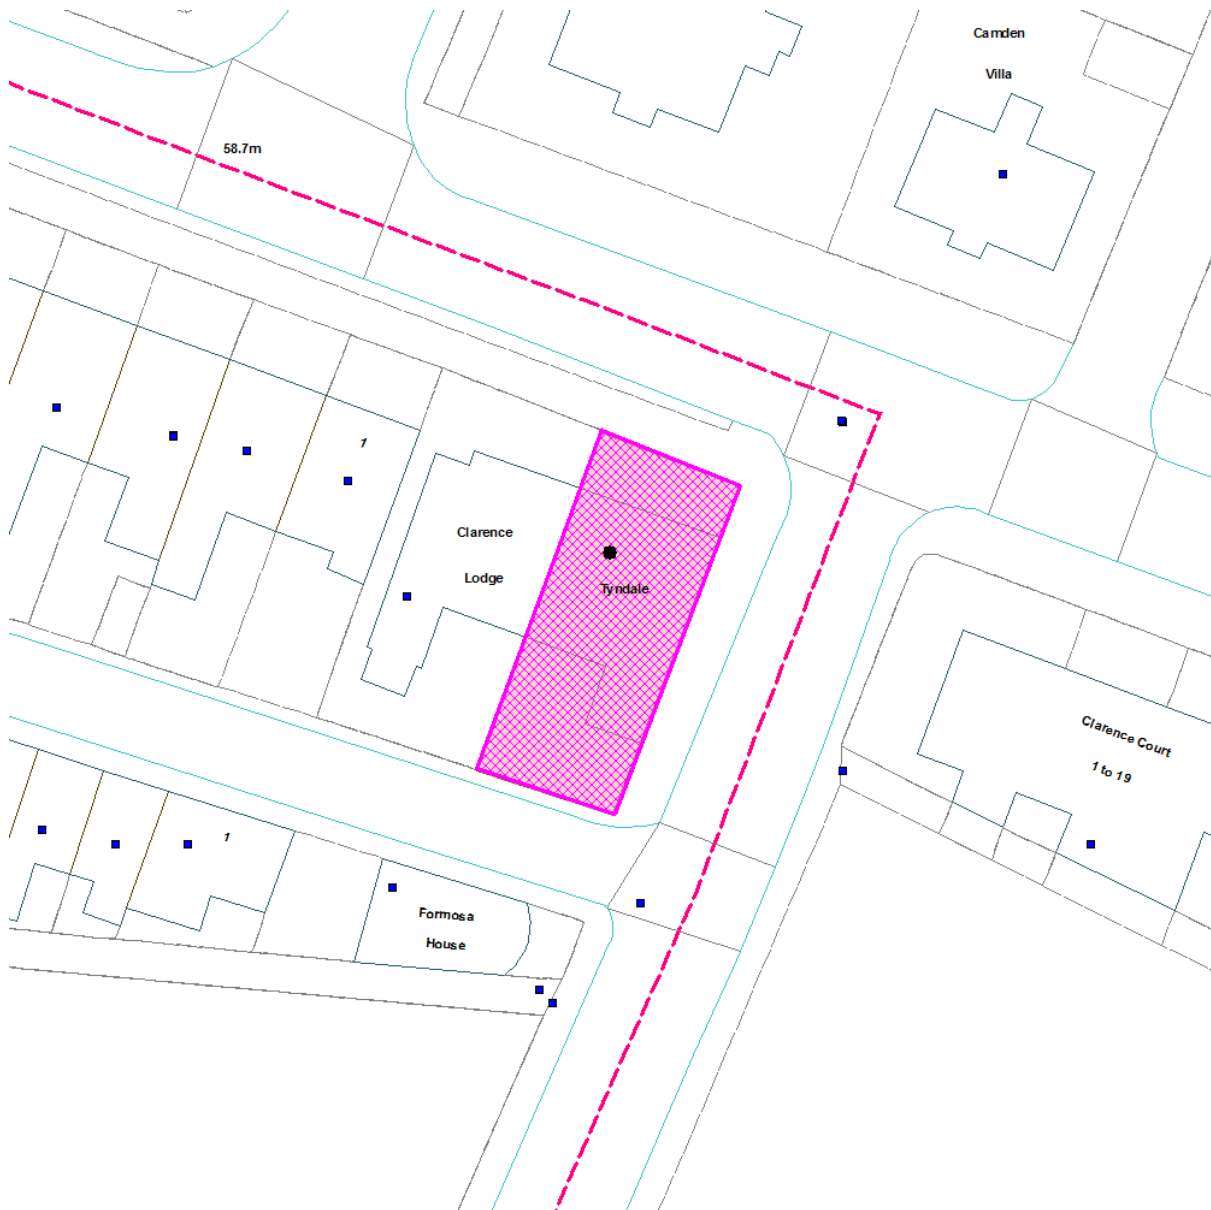 Camden
Villa
58.7m
1
Clarence
Lodge
Tyndale
Clarence Court
1 to 19
1
Formosa
House